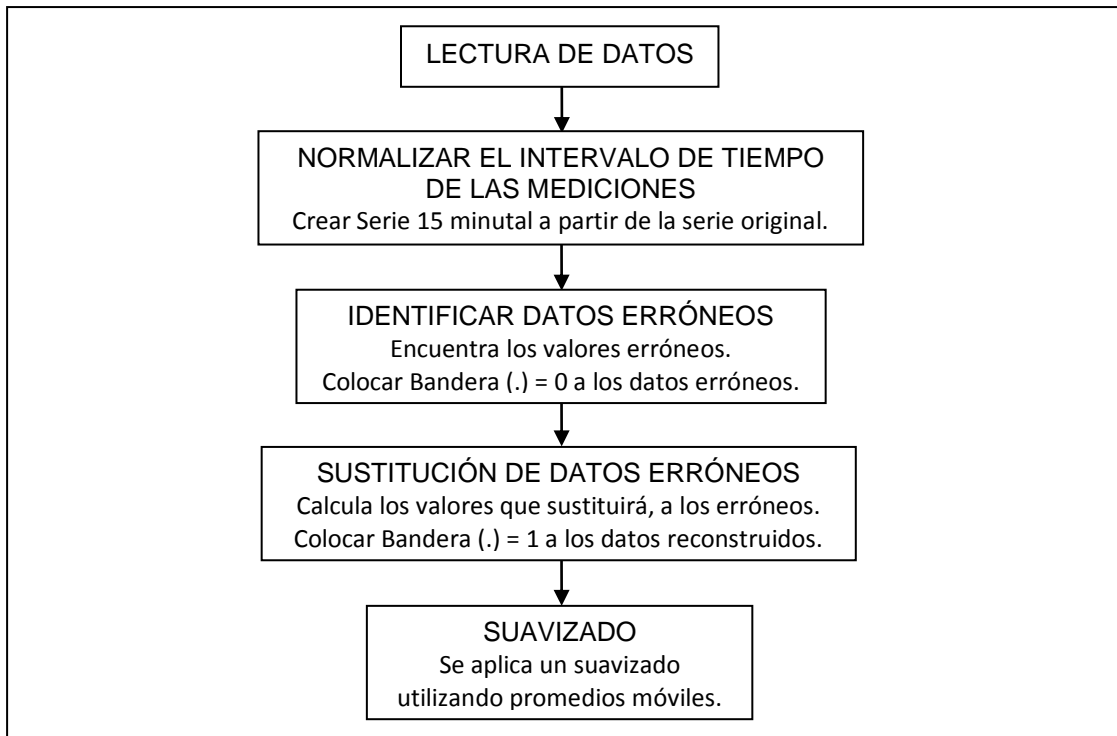 LECTURA DE DATOS
NORMALIZAR EL INTERVALO DE TIEMPO
DE LAS MEDICIONES
Crear Serie 15 minutal a partir de la serie original.
IDENTIFICAR DATOS ERRÓNEOS
Encuentra los valores erróneos.
Colocar Bandera (.) = 0 a los datos erróneos.
SUSTITUCIÓN DE DATOS ERRÓNEOS
Calcula los valores que sustituirá, a los erróneos.
Colocar Bandera (.) = 1 a los datos reconstruidos.
SUAVIZADO
Se aplica un suavizado
utilizando promedios móviles.